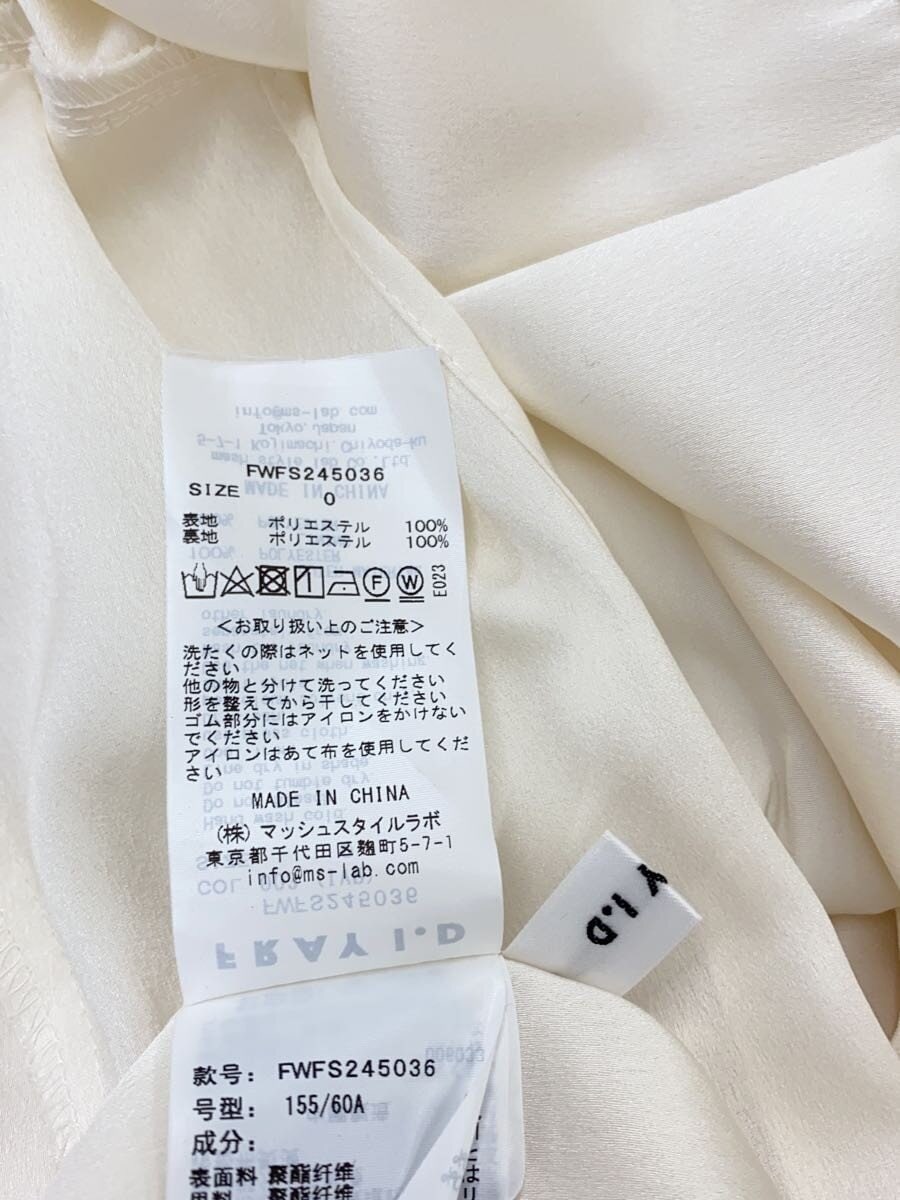 FWFS245036
SIZE 0
表地 ポリエステル 100%
裏地 ポリエステル 100%
E023
<お取り扱い上のご注意>
洗たくの際はネットを使用してく
ださい
他の物と分けて洗ってください
形を整えてから干してください
ゴム部分にはアイロンをかけない
でください
アイロンはあて布を使用してくだ
さい
MADE IN CHINA
(株)マッシュスタイルラボ
東京都千代田区麹町5-7-1
info@ms-lab.com
FRAY I.D
Y I.D
款号: FWFS245036
号型: 155/60A
成分:
表面料 聚酯纤维
里料 聚酯纤维